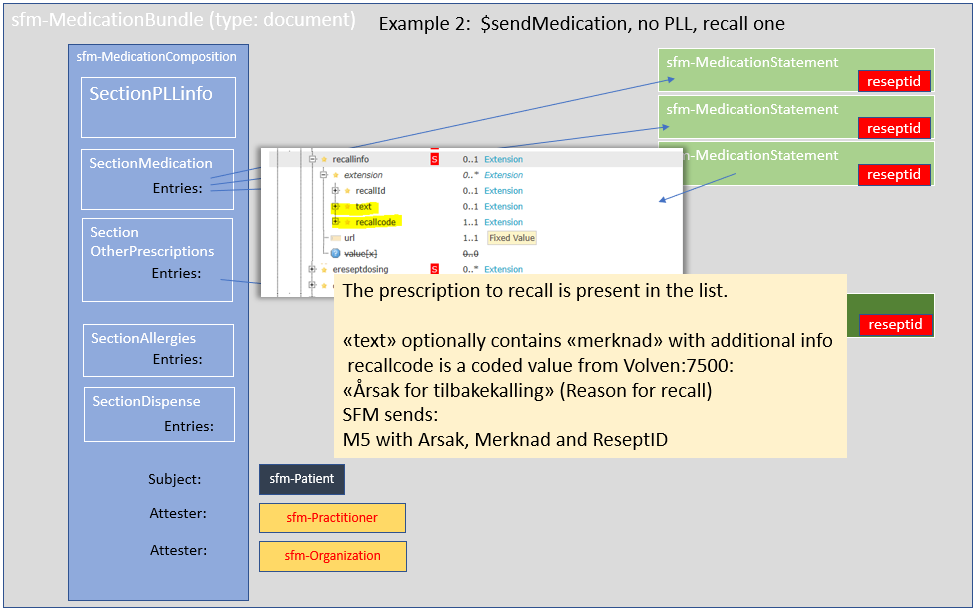 sfm-MedicationBundle (type: document)
Example 2: $sendMedication, no PLL, recall one
sfm-MedicationComposition
SectionPLLinfo
SectionMedication
Entries:
Section
OtherPrescriptions
Entries:
SectionAllergies
Entries:
SectionDispense
Entries:
Subject:
Attester:
Attester:
sfm-Patient
sfm-Practitioner
sfm-Organization
sfm-MedicationStatement
reseptid
sfm-MedicationStatement
reseptid
-MedicationStatement
reseptid
reseptid
recallinfo S 0..1 Extension
extension 0..* Extension
recallId 0..1 Extension
text 0..1 Extension
recallcode 1..1 Extension
url 1..1 Fixed Value
value[x] 0..0
ereseptdosing S 0..* Extension
The prescription to recall is present in the list.
«text» optionally contains «merknad» with additional info
recallcode is a coded value from Volven:7500:
«Årsak for tilbakekalling» (Reason for recall)
SFM sends:
M5 with Arsak, Merknad and ReseptID